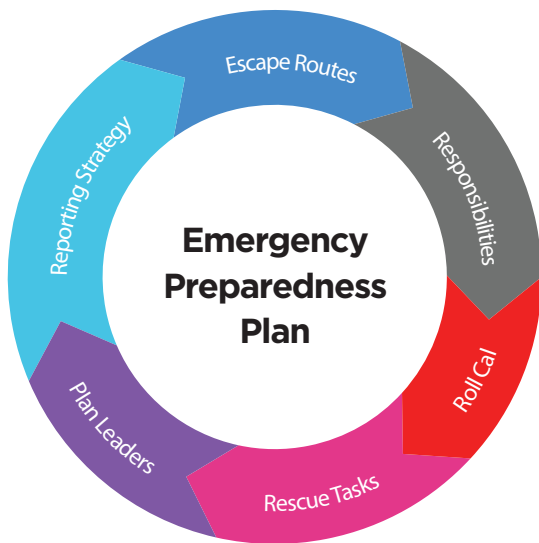 Emergency
Preparedness
Plan
Escape Routes
Responsibilities
Roll Cal
Rescue Tasks
Plan Leaders
Reporting Strategy